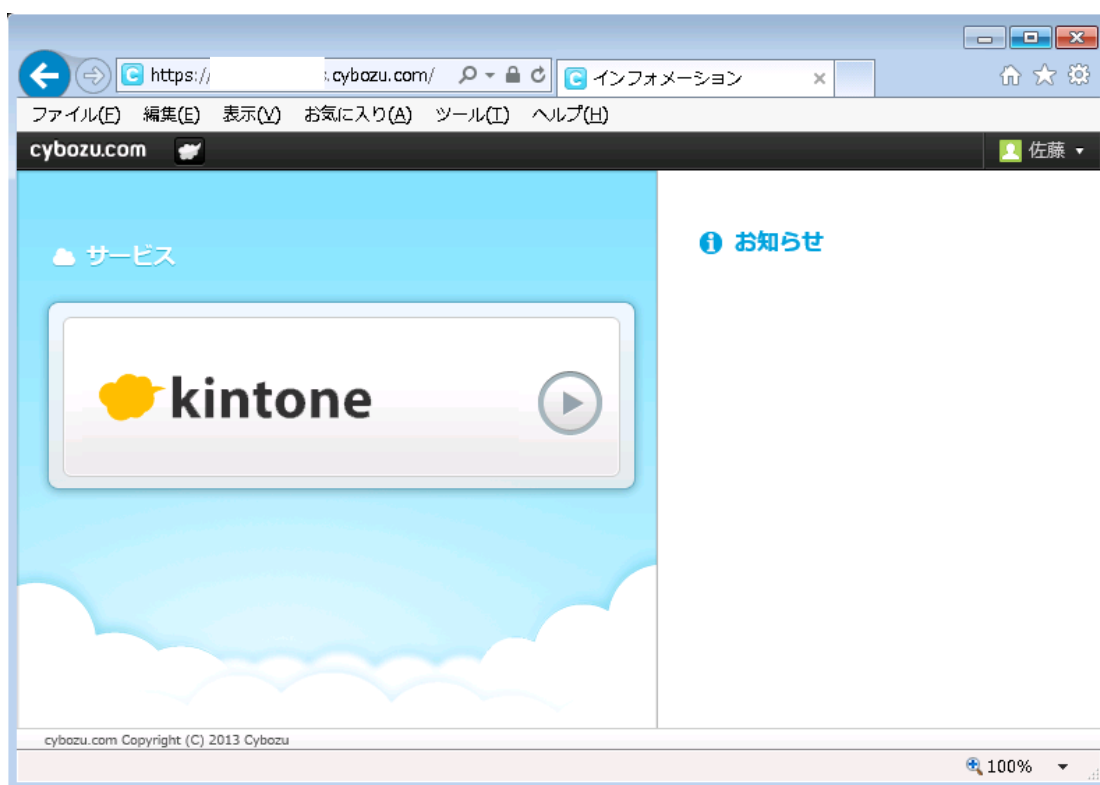 https://　　　s.cybozu.com/　インフォメーション
ファイル(F)　編集(E)　表示(V)　お気に入り(A)　ツール(T)　ヘルプ(H)
cybozu.com　佐藤
サービス
お知らせ
kintone
cybozu.com Copyright (C) 2013 Cybozu
100%